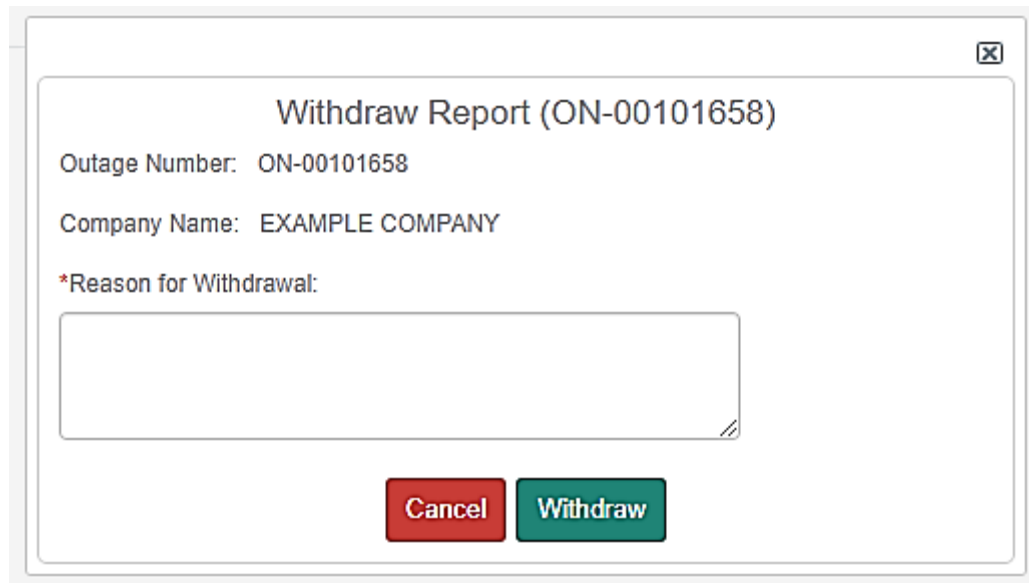 Withdraw Report (ON-00101658)
Outage Number: ON-00101658
Company Name: EXAMPLE COMPANY
*Reason for Withdrawal:
Cancel Withdraw